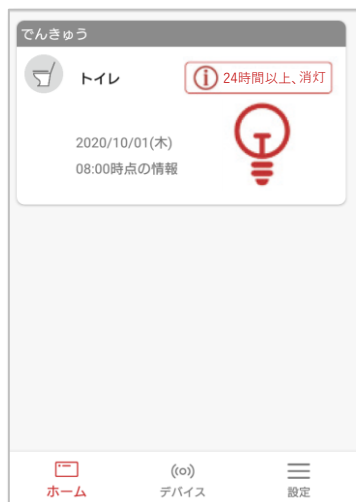 でんきゅう
トイレ
24時間以上、消灯
2020/10/01(木)
08:00時点の情報
ホーム
デバイス
設定